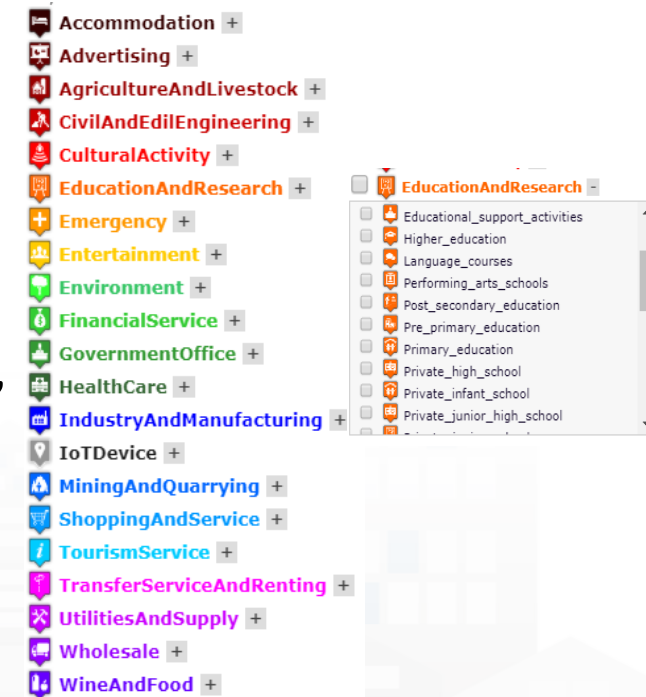 Accommodation +
Advertising +
AgricultureAndLivestock +
CivilAndEdilEngineering +
CulturalActivity +
EducationAndResearch +
Emergency +
Entertainment +
Environment +
FinancialService +
GovernmentOffice +
HealthCare +
IndustryAndManufacturing +
IoTDevice +
MiningAndQuarrying +
ShoppingAndService +
TourismService +
TransferServiceAndRenting +
UtilitiesAndSupply +
Wholesale +
WineAndFood +
EducationAndResearch -
Educational_support_activities
Higher_education
Language_courses
Performing_arts_schools
Post_secondary_education
Pre_primary_education
Primary_education
Private_high_school
Private_infant_school
Private_junior_high_school